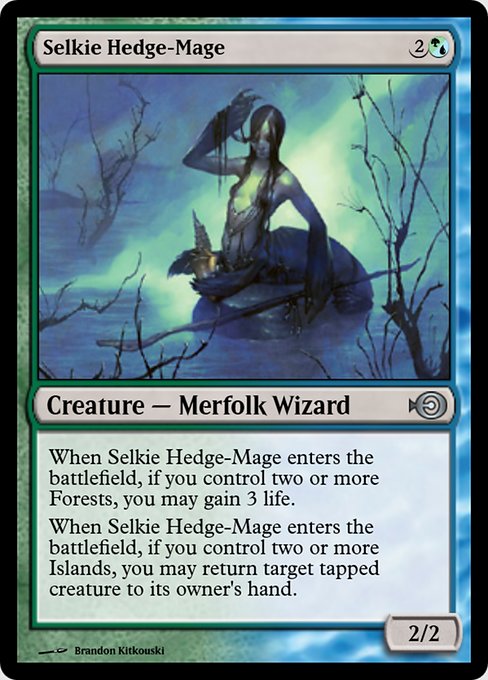 Selkie Hedge-Mage 2
Creature — Merfolk Wizard
When Selkie Hedge-Mage enters the
battlefield, if you control two or more
Forests, you may gain 3 life.
When Selkie Hedge-Mage enters the
battlefield, if you control two or more
Islands, you may return target tapped
creature to its owner's hand.
2/2
Brandon Kitkouski